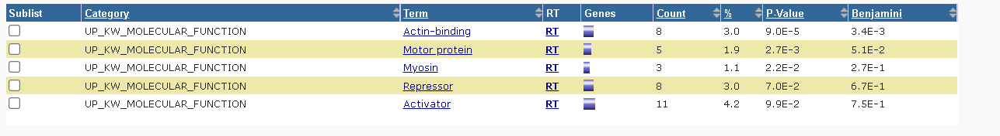 Sublist Category Term RT Genes Count % P-Value Benjamini
UP_KW_MOLECULAR_FUNCTION Actin-binding RT 8 3.0 9.0E-5 3.4E-3
UP_KW_MOLECULAR_FUNCTION Motor protein RT 5 1.9 2.7E-3 5.1E-2
UP_KW_MOLECULAR_FUNCTION Myosin RT 3 1.1 2.2E-2 2.7E-1
UP_KW_MOLECULAR_FUNCTION Repressor RT 8 3.0 7.0E-2 6.7E-1
UP_KW_MOLECULAR_FUNCTION Activator RT 11 4.2 9.9E-2 7.5E-1